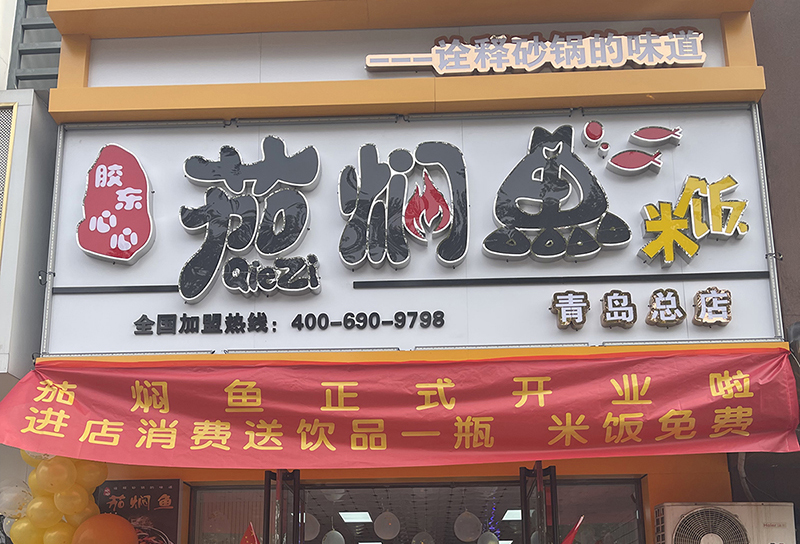 ———诠释砂锅的味道
胶东
心心
茄焖鱼
QieZi
米饭
全国加盟热线：400-690-9798
青岛总店
茄焖鱼正式开业啦
进店消费送饮品一瓶 米饭免费
茄焖鱼